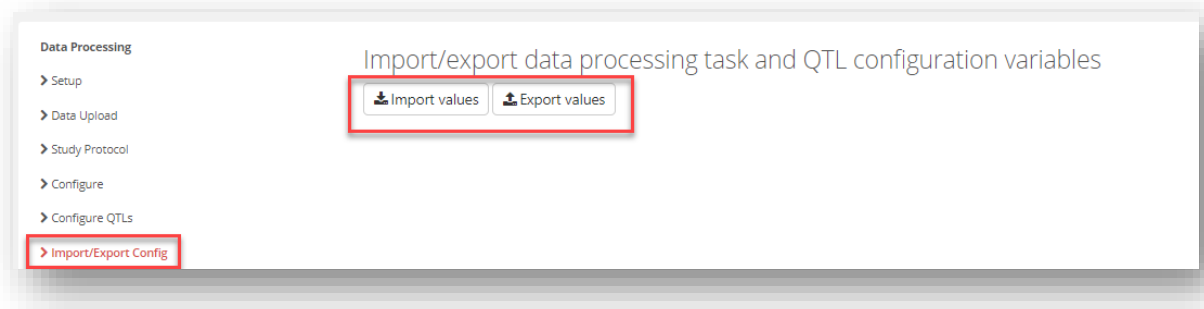 Data Processing
Setup
Data Upload
Study Protocol
Configure
Configure QTLs
Import/Export Config
Import/export data processing task and QTL configuration variables
Import values Export values